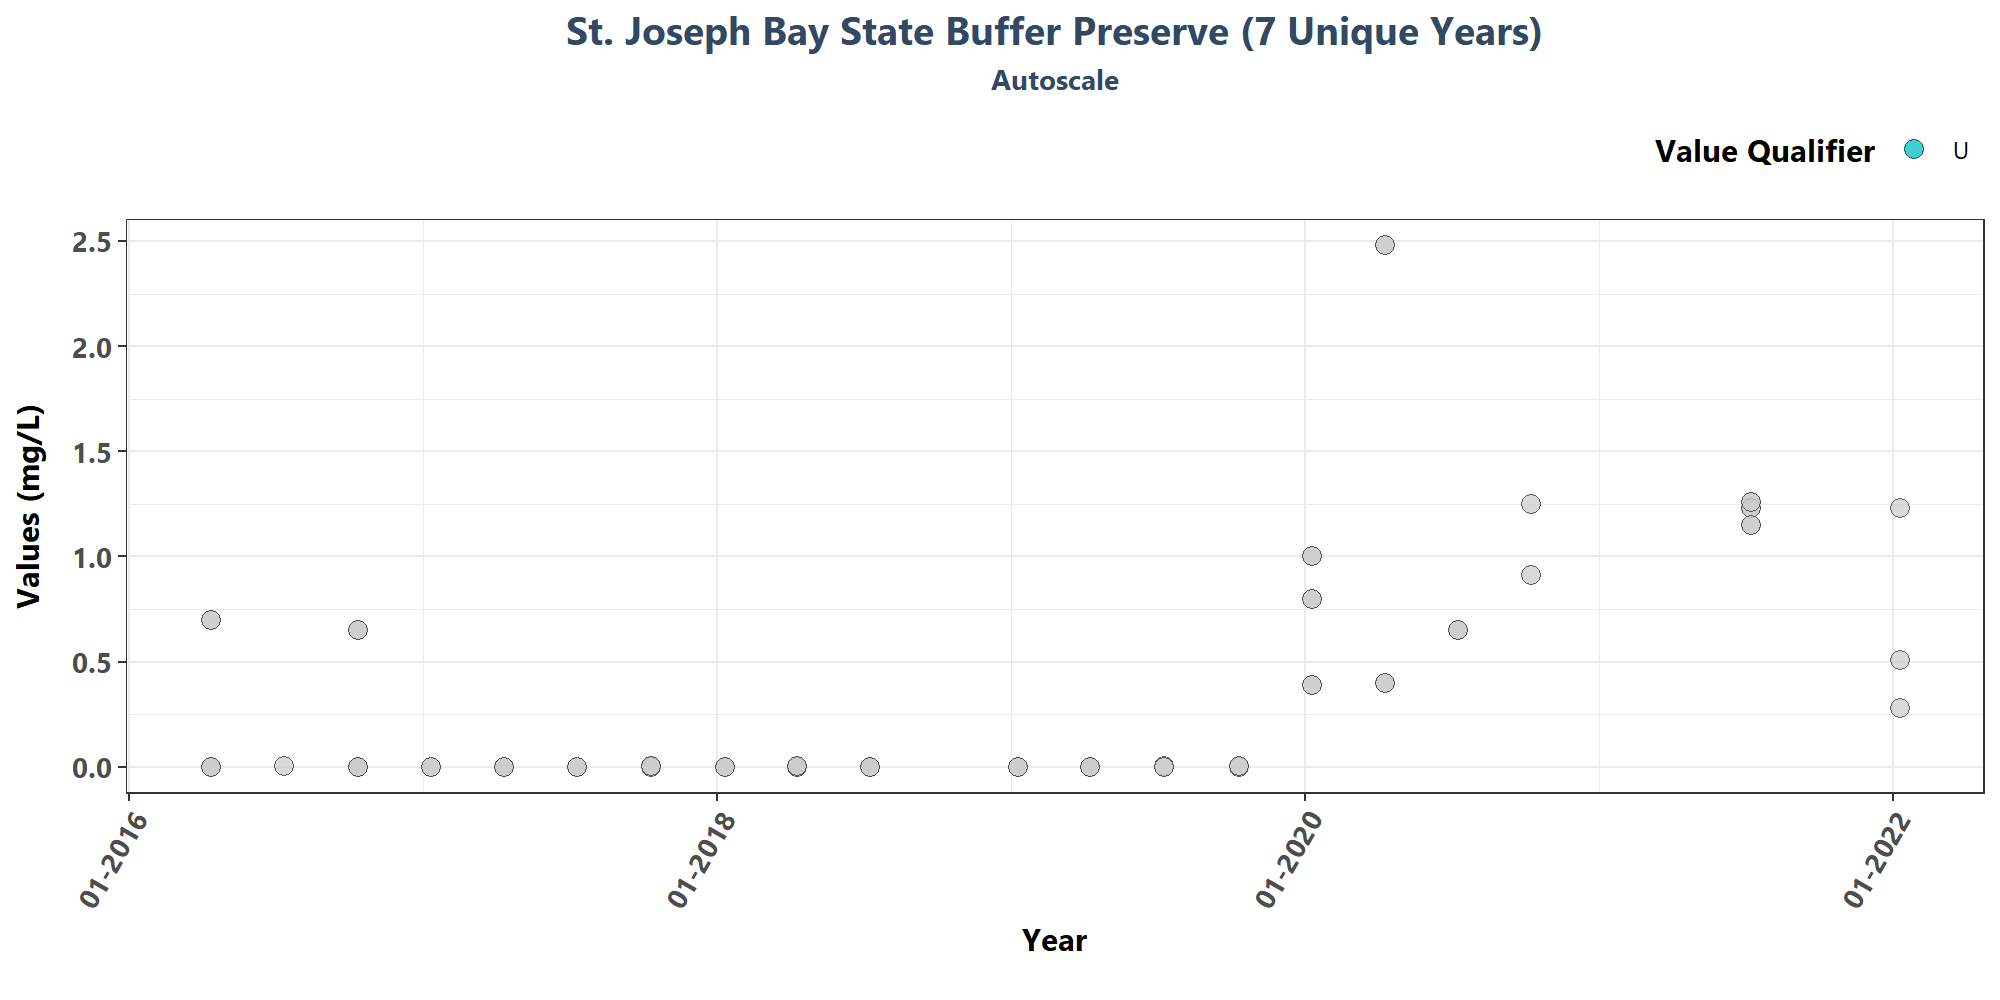 St. Joseph Bay State Buffer Preserve (7 Unique Years)
Autoscale
Value Qualifier U
Values (mg/L)
2.5
2.0
1.5
1.0
0.5
0.0
01-2016 01-2018 01-2020 01-2022
Year